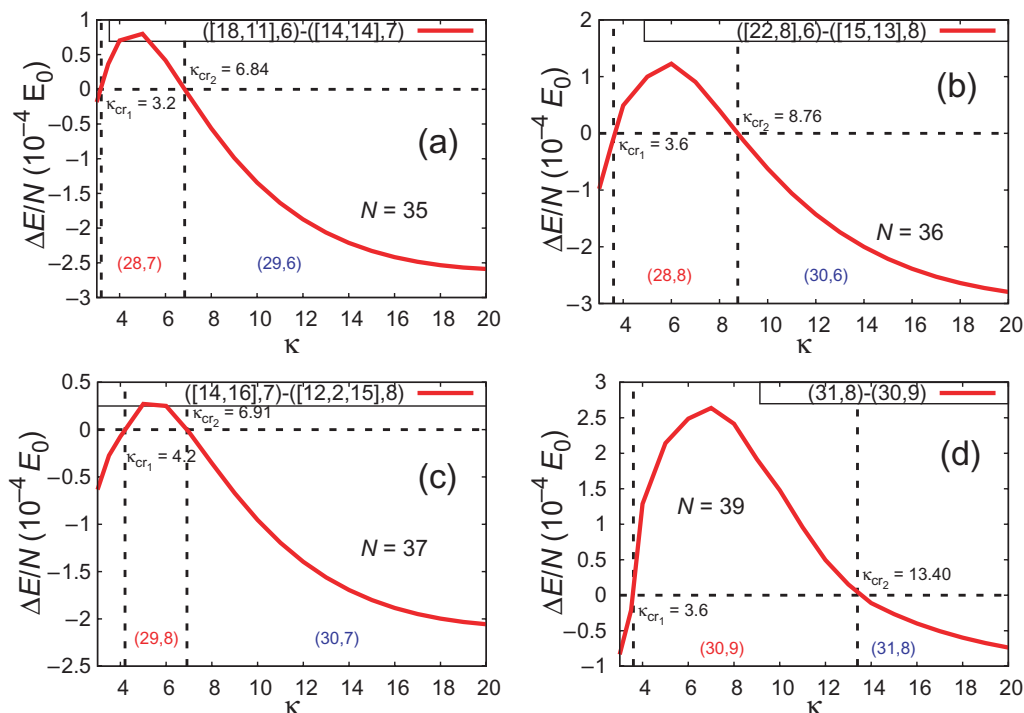 ([18,11],6)-([14,14],7)
1
0.5
0
−0.5
−1
−1.5
−2
−2.5
−3
ΔE/N (10⁻⁴ E₀)
κcr₂ = 6.84
κcr₁ = 3.2
(a)
N = 35
(28,7)
(29,6)
4 6 8 10 12 14 16 18 20
κ
([22,8],6)-([15,13],8)
2
1
0
−1
−2
−3
ΔE/N (10⁻⁴ E₀)
(b)
κcr₂ = 8.76
κcr₁ = 3.6
N = 36
(28,8)
(30,6)
4 6 8 10 12 14 16 18 20
κ
([14,16],7)-([12,2,15],8)
0.5
0
−0.5
−1
−1.5
−2
−2.5
ΔE/N (10⁻⁴ E₀)
κcr₂ = 6.91
κcr₁ = 4.2
(c)
N = 37
(29,8)
(30,7)
4 6 8 10 12 14 16 18 20
κ
(31,8)-(30,9)
3
2.5
2
1.5
1
0.5
0
−0.5
−1
ΔE/N (10⁻⁴ E₀)
(d)
N = 39
κcr₂ = 13.40
κcr₁ = 3.6
(30,9)
(31,8)
4 6 8 10 12 14 16 18 20
κ